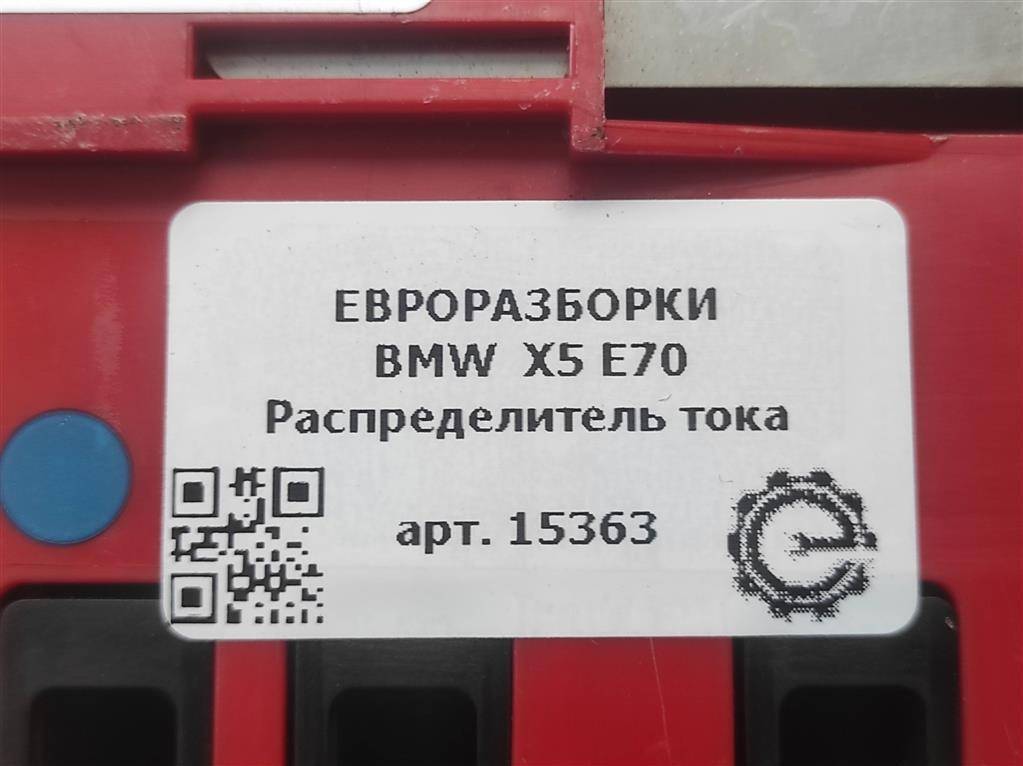 ЕВРОРАЗБОРКИ
BMW X5 E70
Распределитель тока
арт. 15363